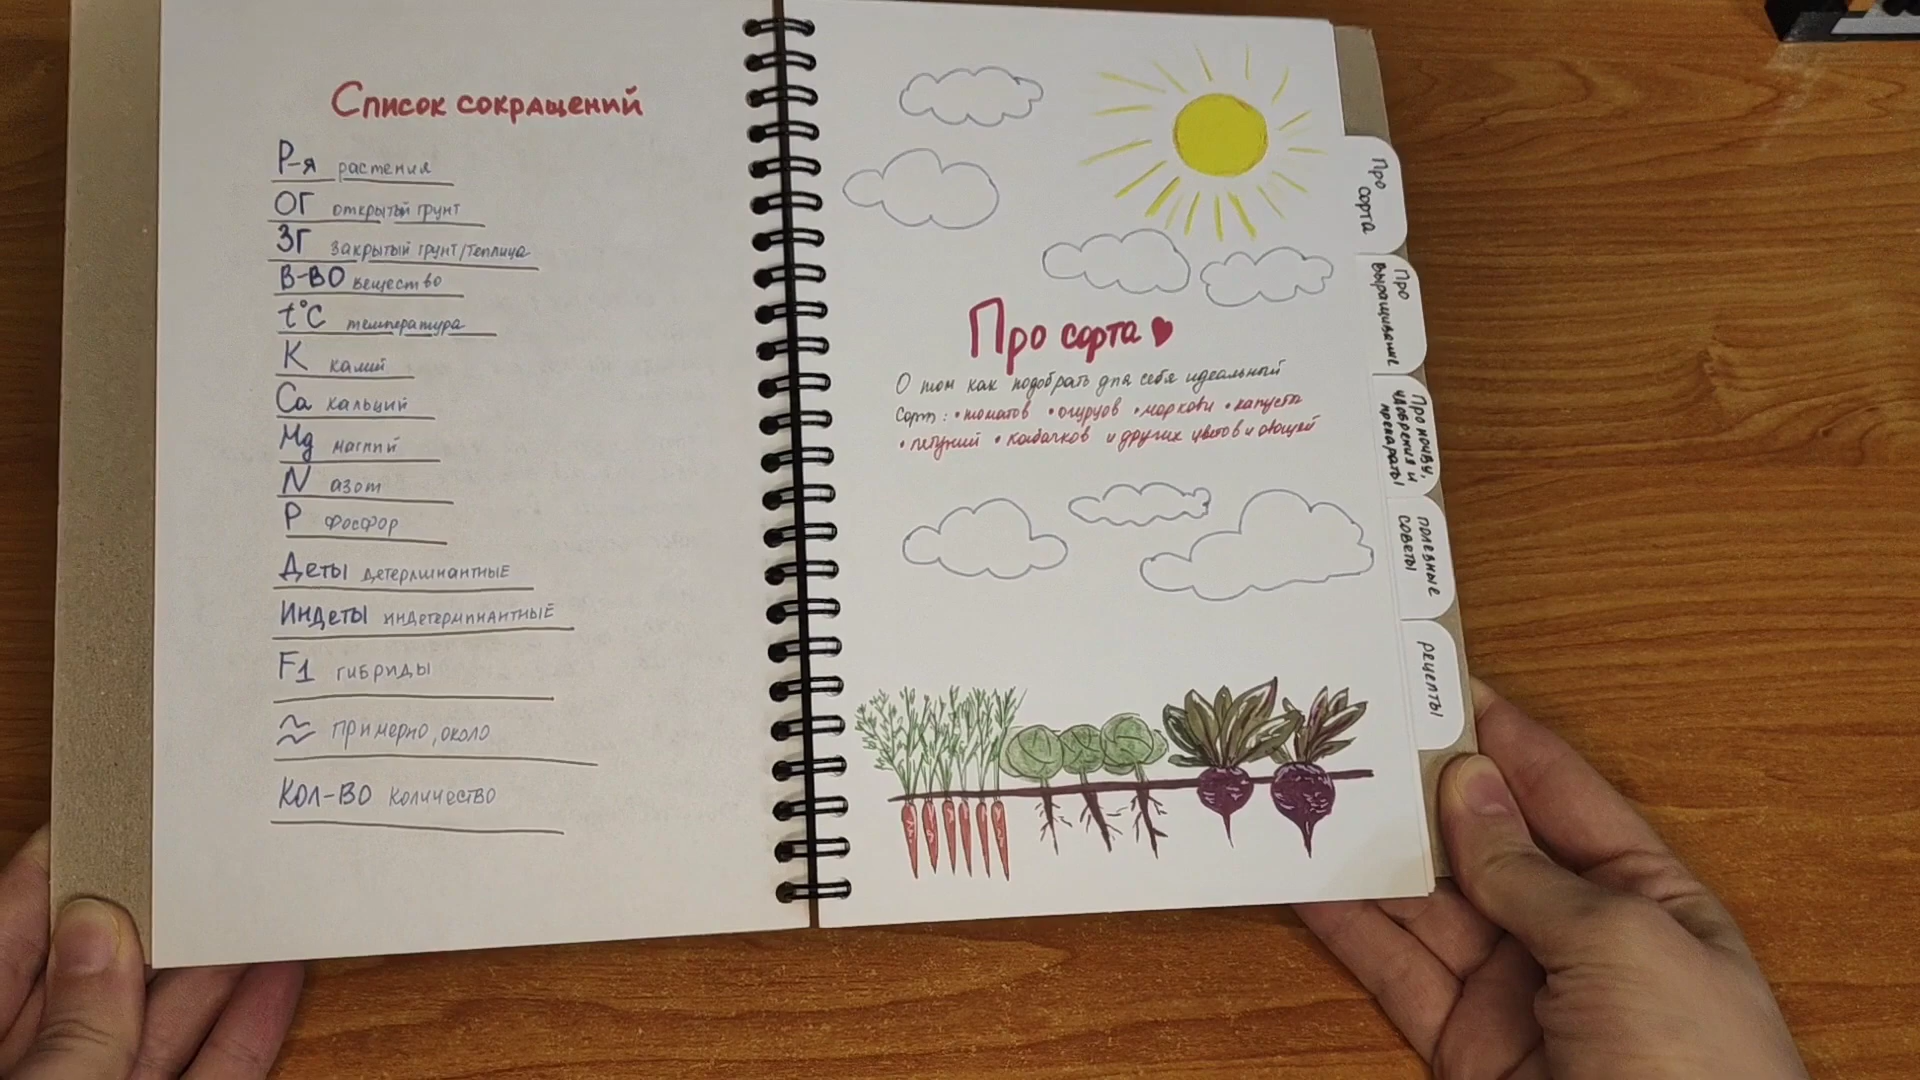 Список сокращений
Р-я растения
ОГ открытый грунт
ЗГ закрытый грунт/теплица
В-ВО вещество
t°C температура
K калий
Ca кальций
Mg магний
N азот
P фосфор
Деты детерминантные
Индеты индетерминантные
F1 гибриды
≈ примерно, около
Кол-во количество
Про сорта
О том как подобрать для себя идеальный
Сорт: • томатов • огурцов • моркови • капусты
• петуний • кабачков и других цветов и овощей
Про
сорта
Про
выращивание
Про почву,
удобрения и
препараты
полезные
советы
рецепты